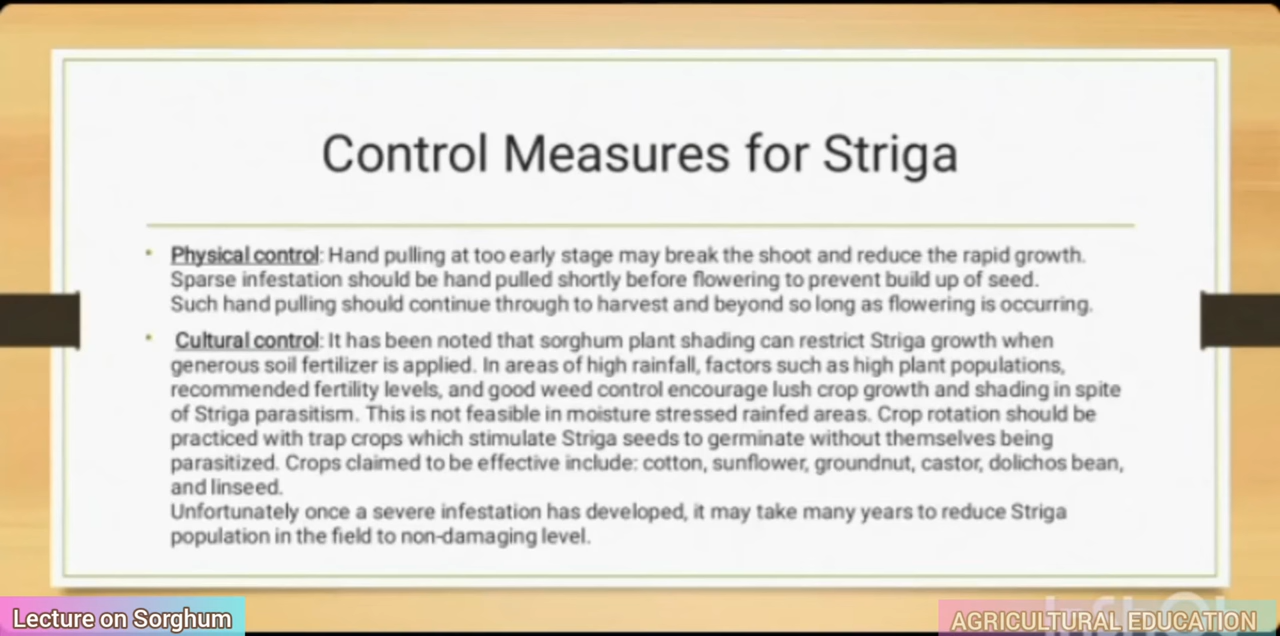 Control Measures for Striga
• Physical control: Hand pulling at too early stage may break the shoot and reduce the rapid growth.
Sparse infestation should be hand pulled shortly before flowering to prevent build up of seed.
Such hand pulling should continue through to harvest and beyond so long as flowering is occurring.
• Cultural control: It has been noted that sorghum plant shading can restrict Striga growth when
generous soil fertilizer is applied. In areas of high rainfall, factors such as high plant populations,
recommended fertility levels, and good weed control encourage lush crop growth and shading in spite
of Striga parasitism. This is not feasible in moisture stressed rainfed areas. Crop rotation should be
practiced with trap crops which stimulate Striga seeds to germinate without themselves being
parasitized. Crops claimed to be effective include: cotton, sunflower, groundnut, castor, dolichos bean,
and linseed.
Unfortunately once a severe infestation has developed, it may take many years to reduce Striga
population in the field to non-damaging level.
Lecture on Sorghum
AGRICULTURAL EDUCATION